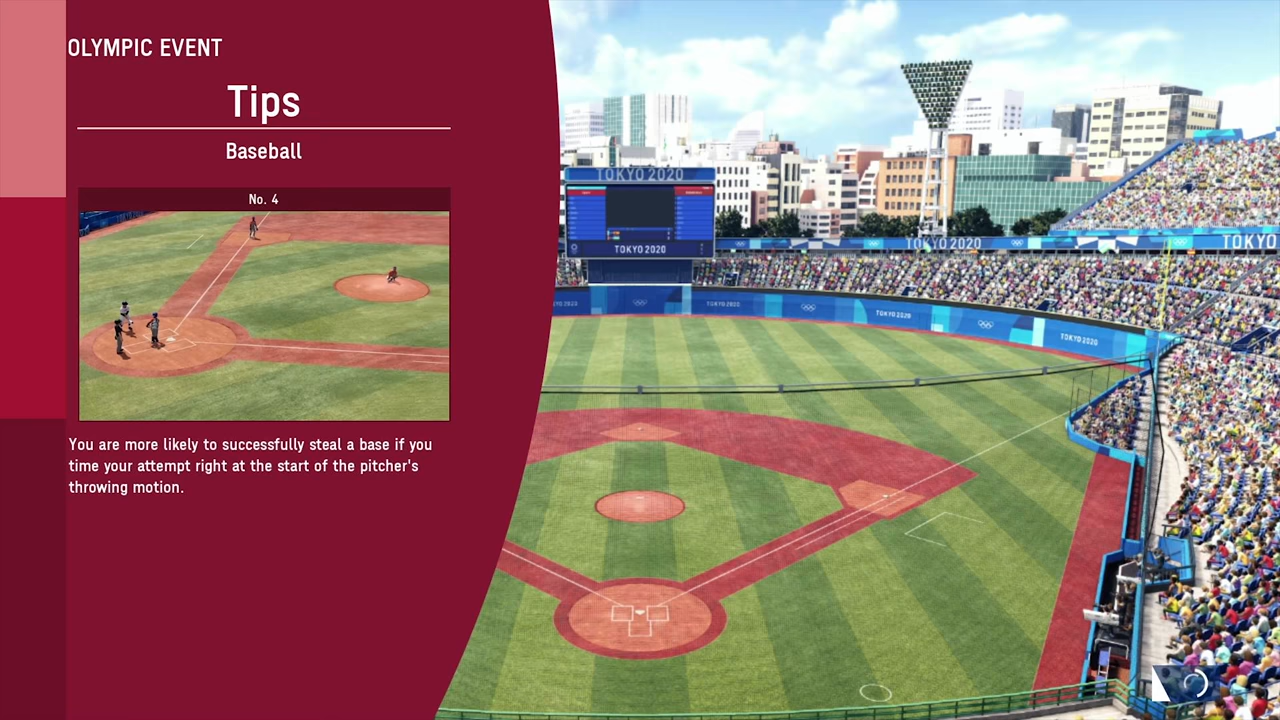 OLYMPIC EVENT
Tips
Baseball
No. 4
You are more likely to successfully steal a base if you
time your attempt right at the start of the pitcher's
throwing motion.
TOKYO 2020
TOKYO 2020
TOKYO 2020
TOKYO
TOKYO 2020
TOKYO 2020
TOKYO 2020